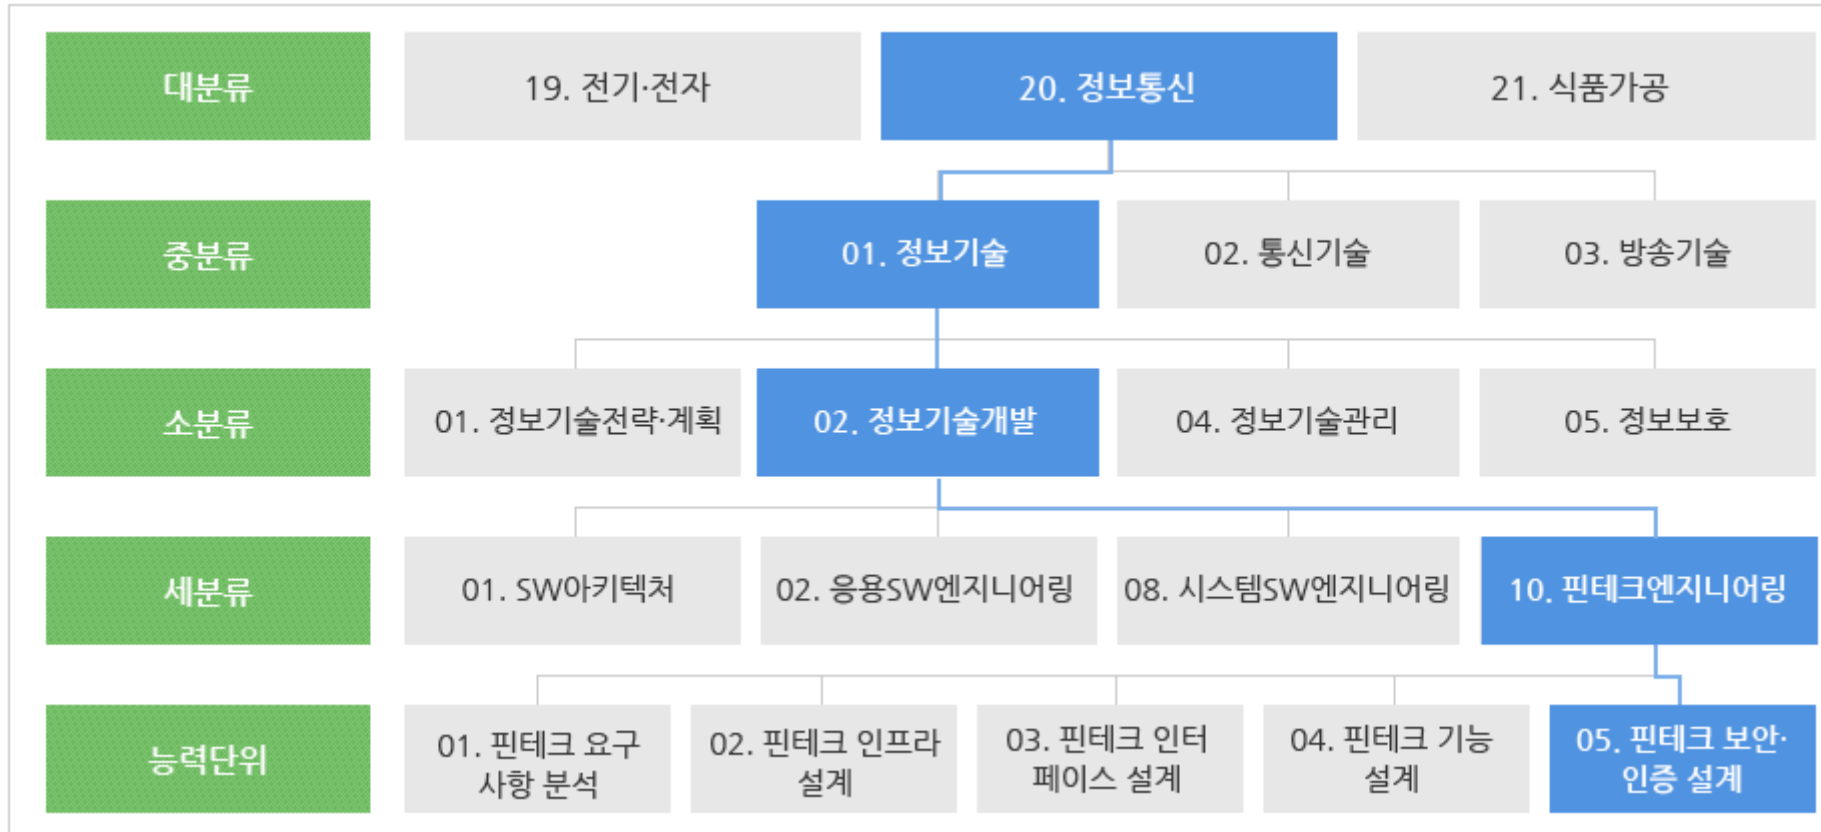 대분류
19. 전기·전자
20. 정보통신
21. 식품가공
중분류
01. 정보기술
02. 통신기술
03. 방송기술
소분류
01. 정보기술전략·계획
02. 정보기술개발
04. 정보기술관리
05. 정보보호
세분류
01. SW아키텍처
02. 응용SW엔지니어링
08. 시스템SW엔지니어링
10. 핀테크엔지니어링
능력단위
01. 핀테크 요구
사항 분석
02. 핀테크 인프라
설계
03. 핀테크 인터
페이스 설계
04. 핀테크 기능
설계
05. 핀테크 보안·
인증 설계